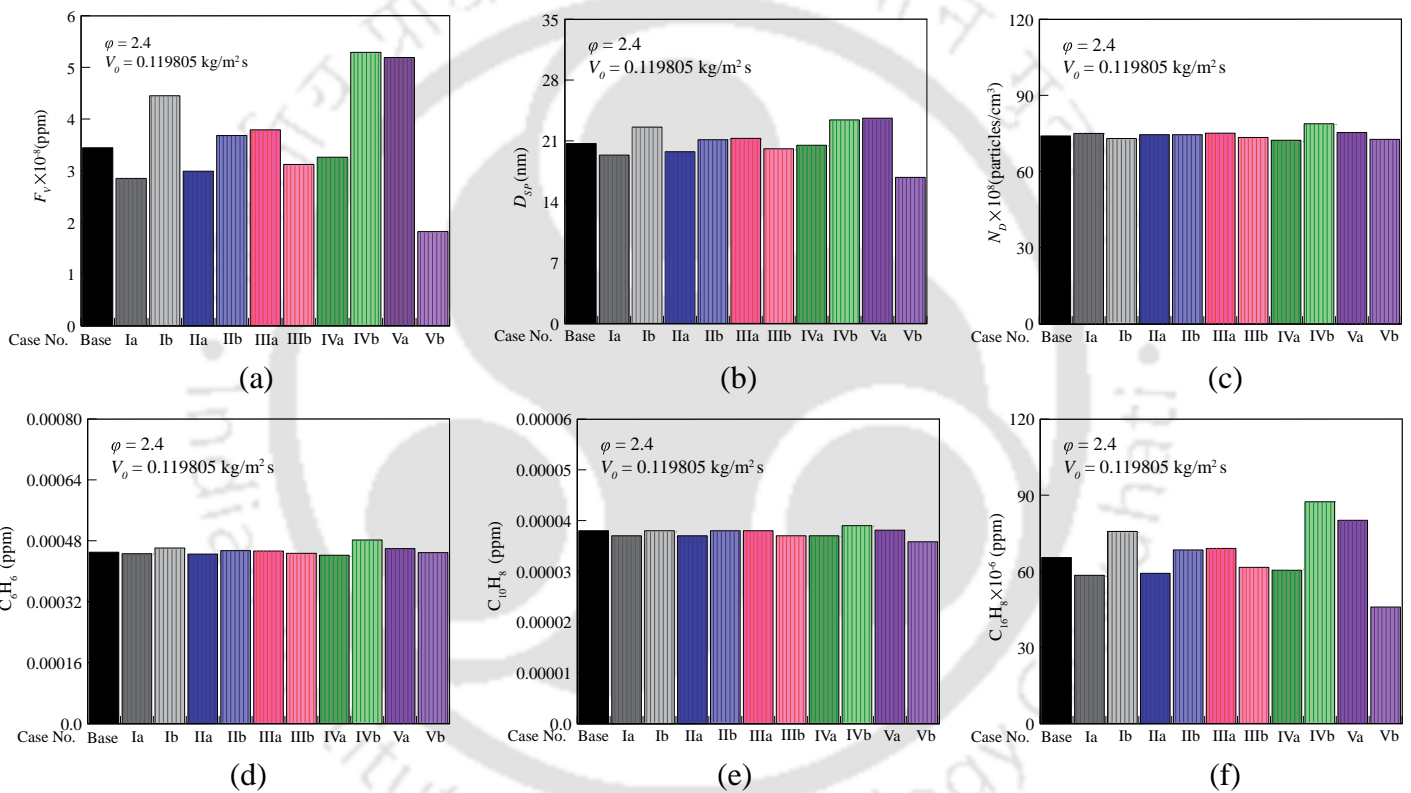 6
5
4
3
2
1
0
F_V×10⁻⁸(ppm)
φ = 2.4
V₀ = 0.119805 kg/m² s
Case No. Base Ia Ib IIa IIb IIIa IIIb IVa IVb Va Vb
(a)
35
28
21
14
7
0
D_SP (nm)
φ = 2.4
V₀ = 0.119805 kg/m² s
Case No. Base Ia Ib IIa IIb IIIa IIIb IVa IVb Va Vb
(b)
120
90
60
30
0
N_D×10⁸(particles/cm³)
φ = 2.4
V₀ = 0.119805 kg/m² s
Case No. Base Ia Ib IIa IIb IIIa IIIb IVa IVb Va Vb
(c)
0.00080
0.00064
0.00048
0.00032
0.00016
0.0
C₆H₆ (ppm)
φ = 2.4
V₀ = 0.119805 kg/m² s
Case No. Base Ia Ib IIa IIb IIIa IIIb IVa IVb Va Vb
(d)
0.00006
0.00005
0.00004
0.00003
0.00002
0.00001
0.0
C₁₀H₈ (ppm)
φ = 2.4
V₀ = 0.119805 kg/m² s
Case No. Base Ia Ib IIa IIb IIIa IIIb IVa IVb Va Vb
(e)
120
90
60
30
0
C₁₆H₈×10⁻⁶ (ppm)
φ = 2.4
V₀ = 0.119805 kg/m² s
Case No. Base Ia Ib IIa IIb IIIa IIIb IVa IVb Va Vb
(f)